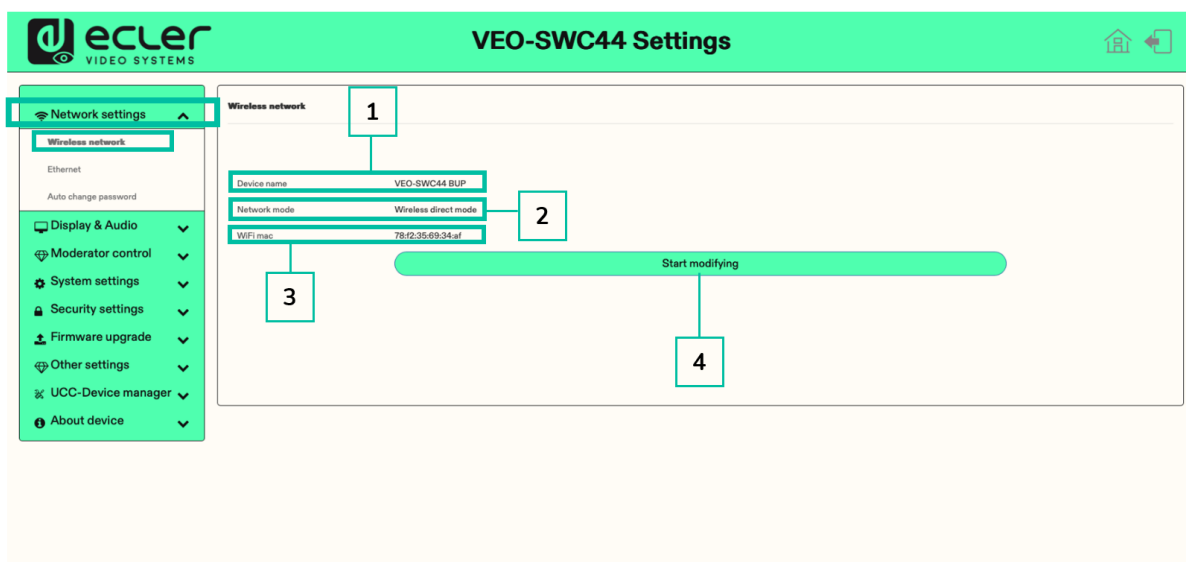 ecler
VIDEO SYSTEMS
VEO-SWC44 Settings
Network settings
Wireless network
Ethernet
Auto change password
Display & Audio
Moderator control
System settings
Security settings
Firmware upgrade
Other settings
UCC-Device manager
About device
Wireless network
1
Device name VEO-SWC44 BUP
Network mode Wireless direct mode
2
WiFi mac 78:f2:35:69:34:af
Start modifying
3
4